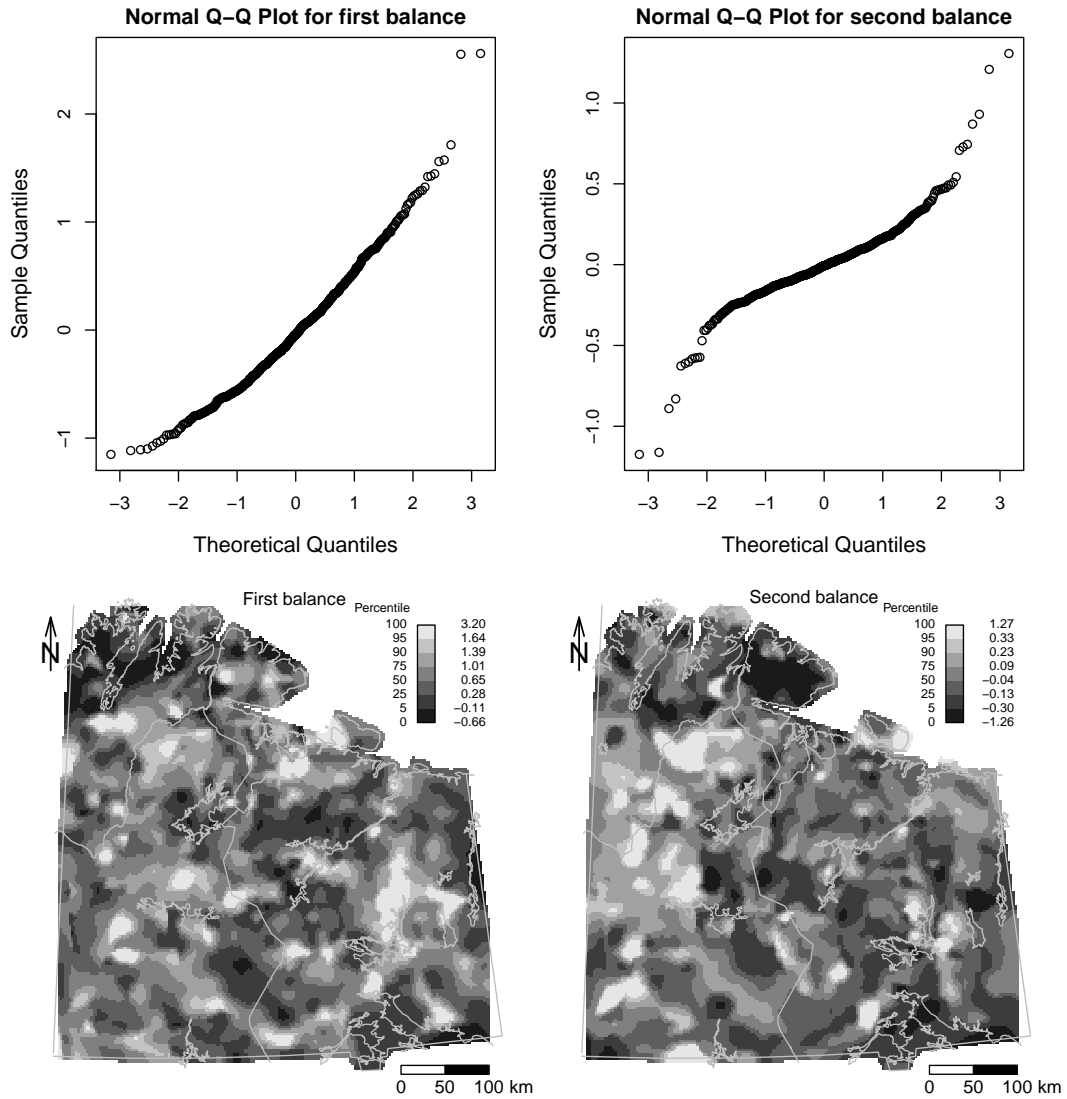 Normal Q−Q Plot for first balance
Sample Quantiles
2
1
0
−1
−3 −2 −1 0 1 2 3
Theoretical Quantiles
Normal Q−Q Plot for second balance
Sample Quantiles
1.0
0.5
0.0
−0.5
−1.0
−3 −2 −1 0 1 2 3
Theoretical Quantiles
N
First balance
Percentile
100 3.20
95 1.64
90 1.39
75 1.01
50 0.65
25 0.28
5 −0.11
0 −0.66
0 50 100 km
N
Second balance
Percentile
100 1.27
95 0.33
90 0.23
75 0.09
50 −0.04
25 −0.13
5 −0.30
0 −1.26
0 50 100 km